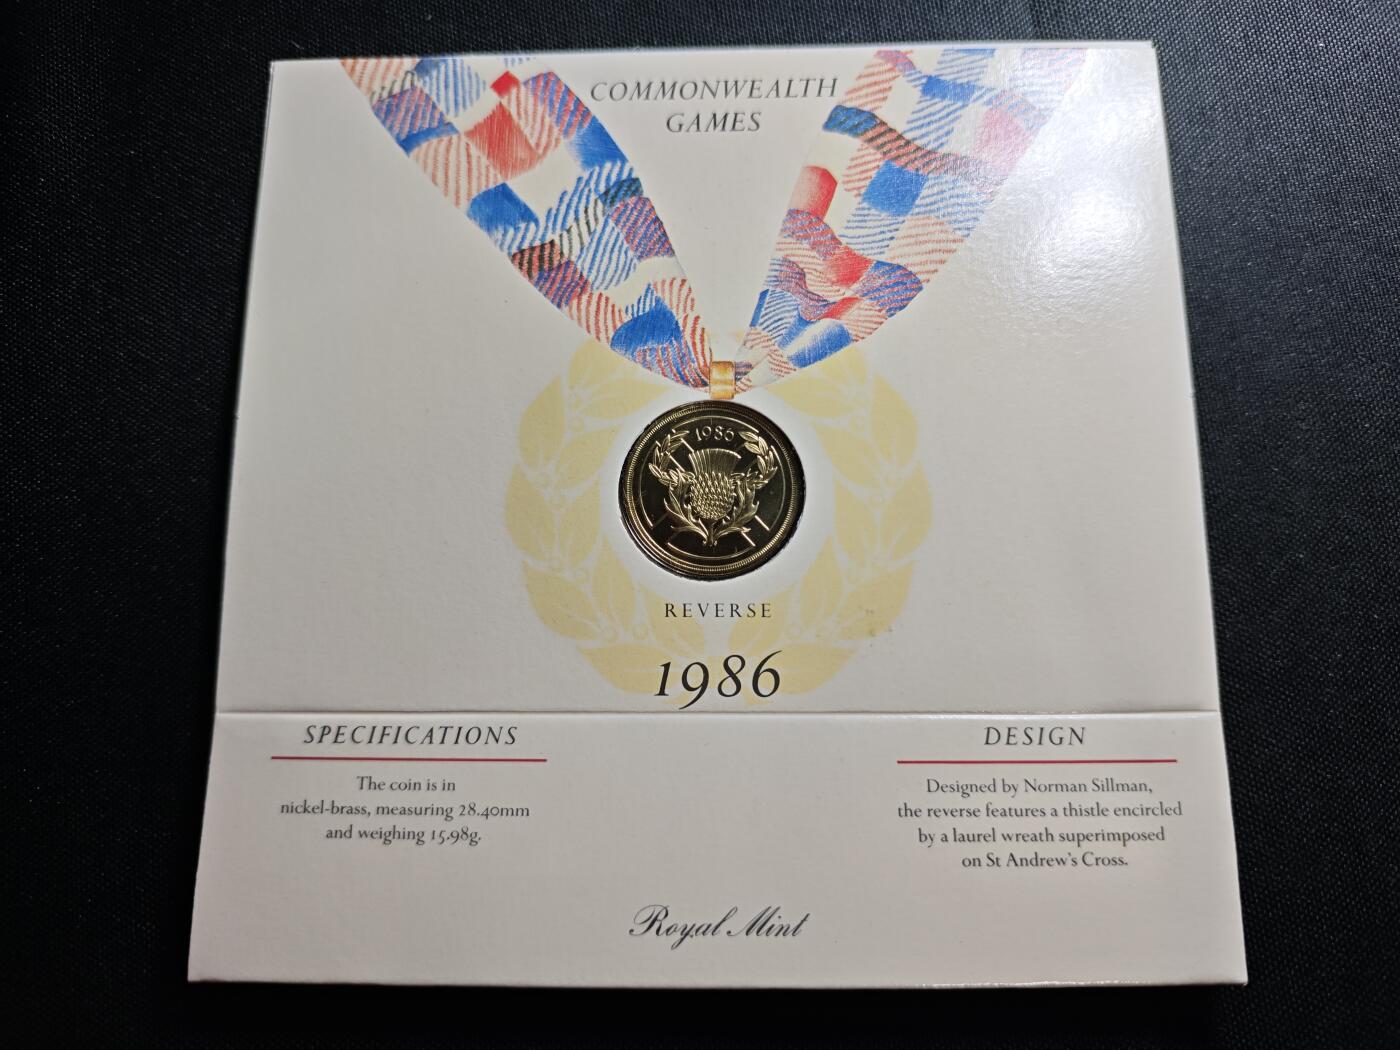 COMMONWEALTH
GAMES
1986
REVERSE
1986
SPECIFICATIONS
The coin is in
nickel-brass, measuring 28.40mm
and weighing 15.98g.
DESIGN
Designed by Norman Sillman,
the reverse features a thistle encircled
by a laurel wreath superimposed
on St Andrew's Cross.
Royal Mint